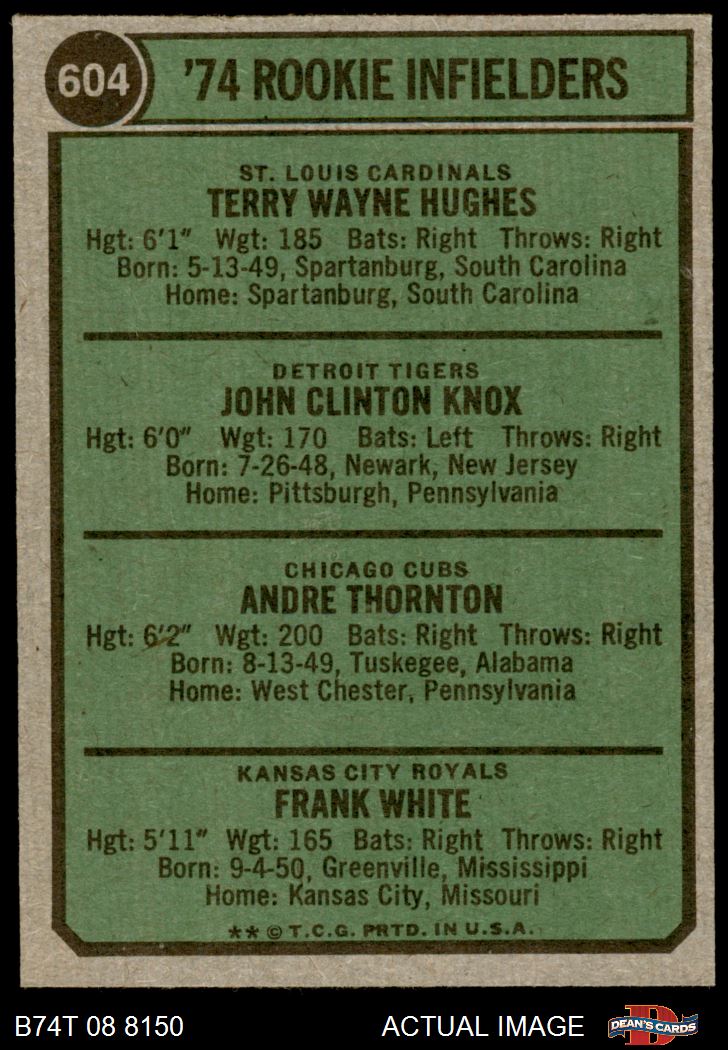 604
'74 ROOKIE INFIELDERS
ST. LOUIS CARDINALS
TERRY WAYNE HUGHES
Hgt: 6'1" Wgt: 185 Bats: Right Throws: Right
Born: 5-13-49, Spartanburg, South Carolina
Home: Spartanburg, South Carolina
DETROIT TIGERS
JOHN CLINTON KNOX
Hgt: 6'0" Wgt: 170 Bats: Left Throws: Right
Born: 7-26-48, Newark, New Jersey
Home: Pittsburgh, Pennsylvania
CHICAGO CUBS
ANDRE THORNTON
Hgt: 6'2" Wgt: 200 Bats: Right Throws: Right
Born: 8-13-49, Tuskegee, Alabama
Home: West Chester, Pennsylvania
KANSAS CITY ROYALS
FRANK WHITE
Hgt: 5'11" Wgt: 165 Bats: Right Throws: Right
Born: 9-4-50, Greenville, Mississippi
Home: Kansas City, Missouri
** © T.C.G. PRTD. IN U.S.A.
B74T 08 8150 ACTUAL IMAGE
D
DEAN'S CARDS